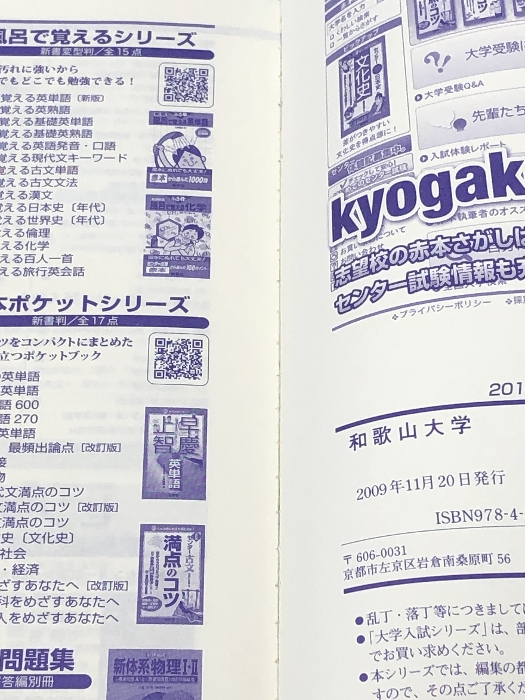 風呂で覚えるシリーズ
新書変型判/全15点
汚れに強いから
でもどこでも勉強できる!
覚える英単語〔新版〕
覚える英熟語
覚える基礎英単語
覚える基礎英熟語
覚える英語発音・口語
覚える現代文キーワード
覚える古文単語
覚える古文文法
覚える漢文
覚える日本史〔年代〕
覚える世界史〔年代〕
える倫理
える化学
える百人一首
える旅行英会話
本ポケットシリーズ
新書判/全17点
ツをコンパクトにまとめた
立つポケットブック
の英単語
英単語
語 600
語 270
英単語
最頻出論点[改訂版]
接
物
代文満点のコツ
文満点のコツ[改訂版]
文満点のコツ
史〔文化史〕
社会
・経済
ざすあなたへ[改訂版]
科をめざすあなたへ
人をめざすあなたへ
早慶
上智
英単語
満点のコツ
問題集
答編別冊
新体系物理I・II
文化史
大学受験
大学受験Q&A
先輩たち
入試体験レポート
kyogak
執筆者のオス
志望校の赤本さがしは
センター試験情報も充
プライバシーポリシー
201
和歌山大学
2009年11月20日発行
ISBN978-4-
〒606-0031
京都市左京区岩倉南桑原町56
●乱丁・落丁等につきましては
●「大学入試シリーズ」は、部
でお買い求めください。
●本シリーズでは、編集の都
すので、その点ご了承くだ